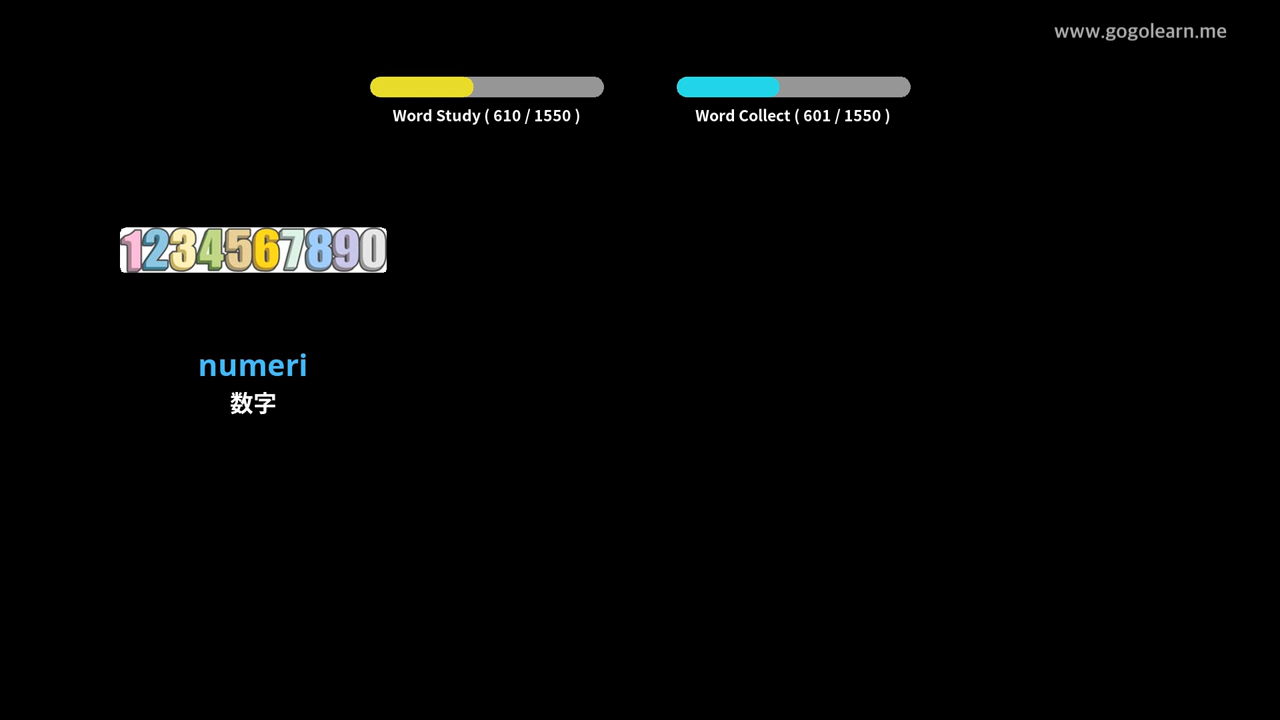 www.gogolearn.me
Word Study ( 610 / 1550 )
Word Collect ( 601 / 1550 )
1234567890
numeri
数字